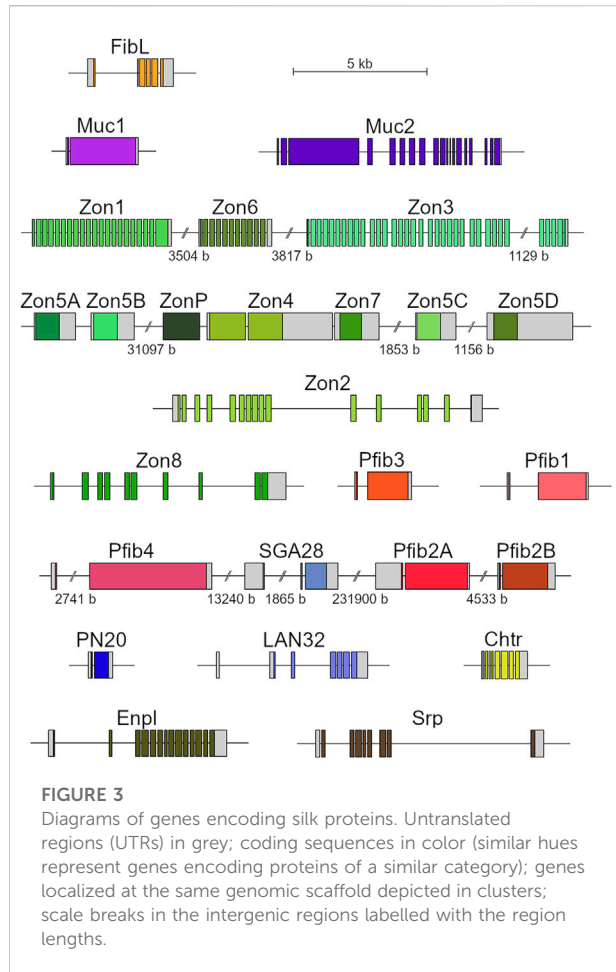 FibL
5 kb
Muc1 Muc2
Zon1 Zon6 Zon3
3504 b 3817 b 1129 b
Zon5A Zon5B ZonP Zon4 Zon7 Zon5C Zon5D
31097 b 1853 b 1156 b
Zon2
Zon8 Pfib3 Pfib1
Pfib4 SGA28 Pfib2A Pfib2B
2741 b 13240 b 1865 b 231900 b 4533 b
PN20 LAN32 Chtr
Enpl Srp
FIGURE 3
Diagrams of genes encoding silk proteins. Untranslated
regions (UTRs) in grey; coding sequences in color (similar hues
represent genes encoding proteins of a similar category); genes
localized at the same genomic scaffold depicted in clusters;
scale breaks in the intergenic regions labelled with the region
lengths.